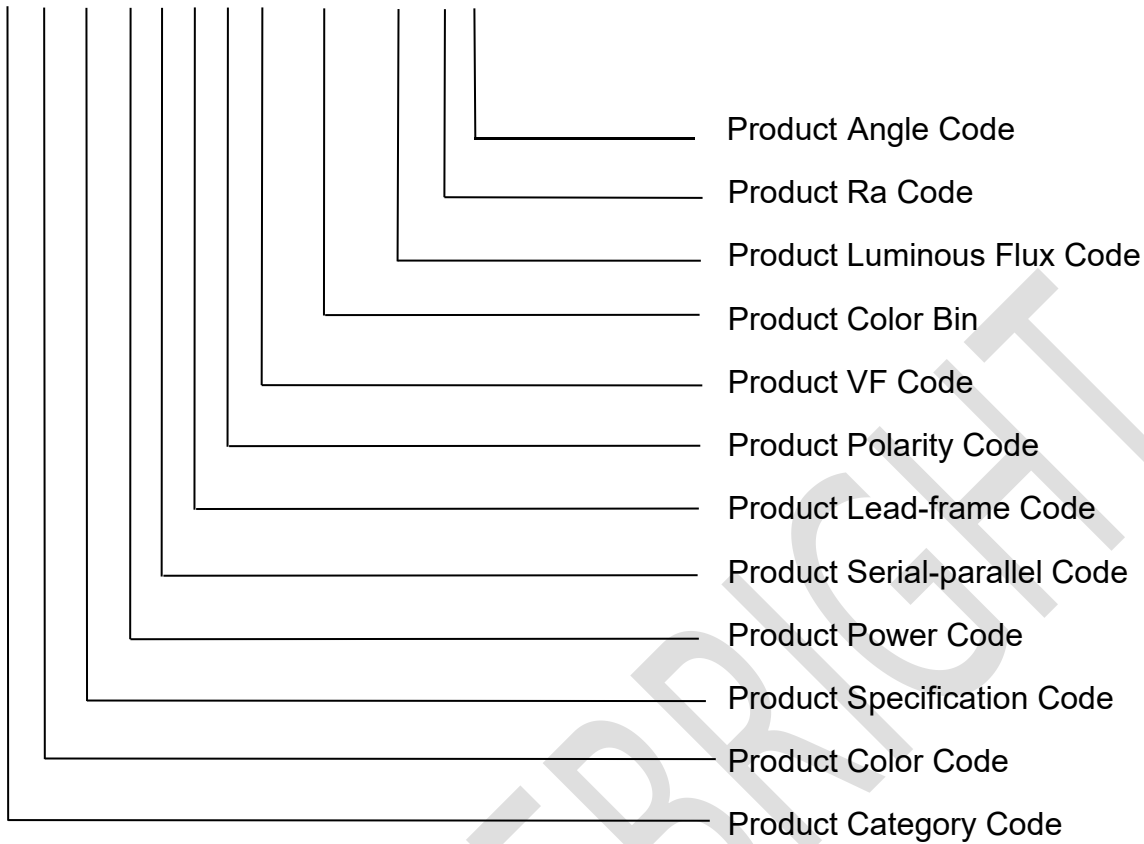 Product Angle Code
Product Ra Code
Product Luminous Flux Code
Product Color Bin
Product VF Code
Product Polarity Code
Product Lead-frame Code
Product Serial-parallel Code
Product Power Code
Product Specification Code
Product Color Code
Product Category Code